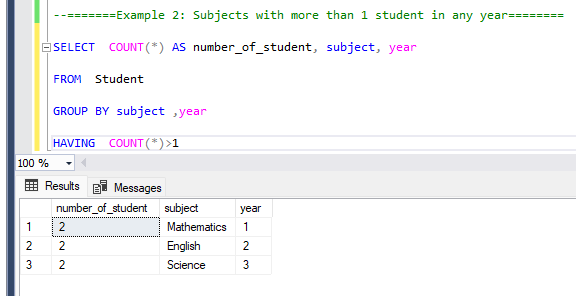 --=======Example 2: Subjects with more than 1 student in any year========
SELECT  COUNT(*) AS number_of_student, subject, year
FROM  Student
GROUP BY subject ,year
HAVING  COUNT(*)>1
100 %
Results Messages
number_of_student subject year
1 2 Mathematics 1
2 2 English 2
3 2 Science 3